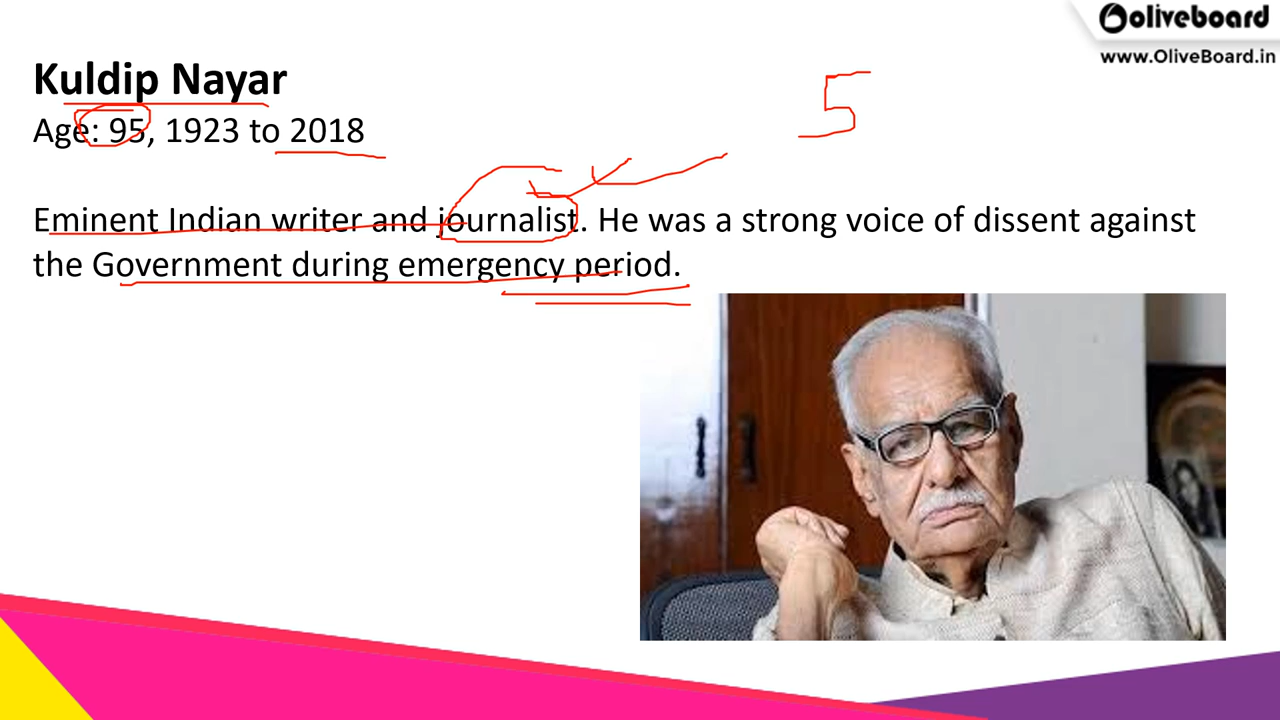 oliveboard
www.OliveBoard.in
Kuldip Nayar
Age: 95, 1923 to 2018
5
Eminent Indian writer and journalist. He was a strong voice of dissent against
the Government during emergency period.